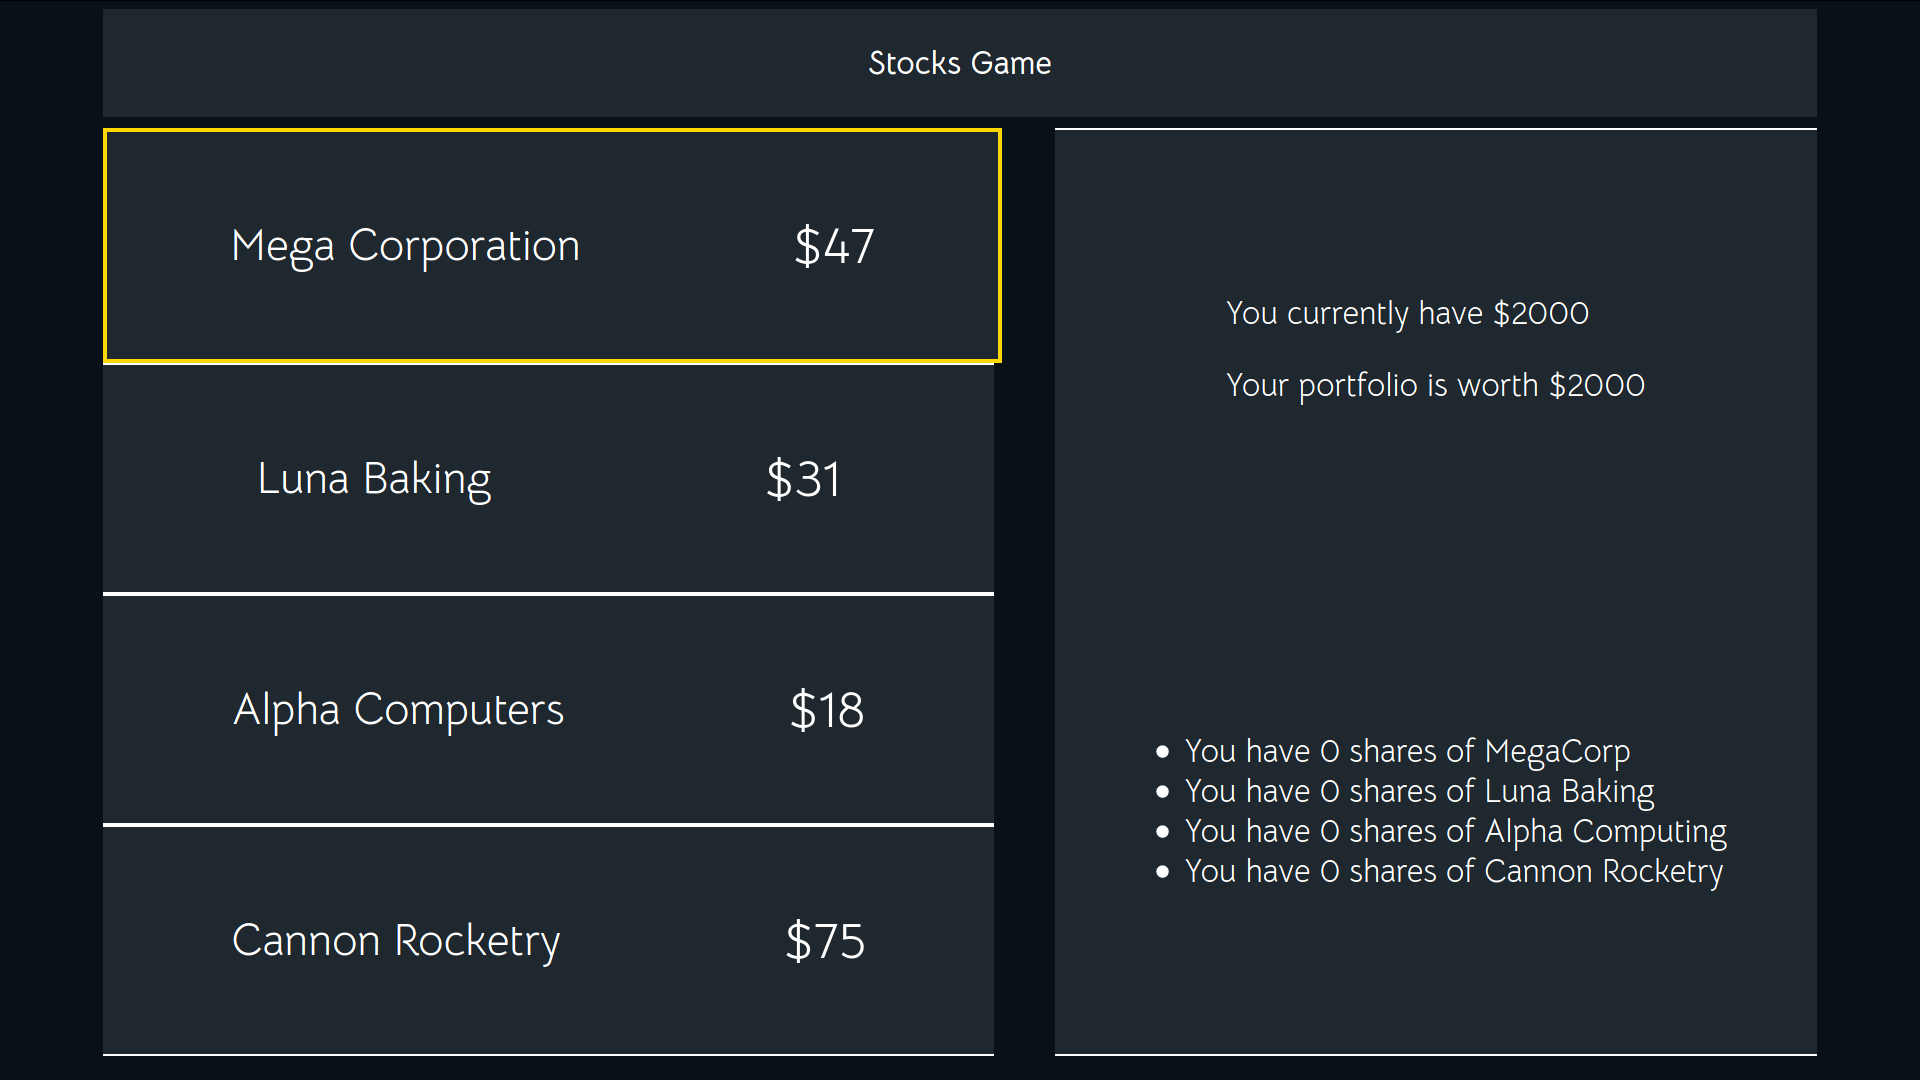 Stocks Game
Mega Corporation $47
Luna Baking $31
Alpha Computers $18
Cannon Rocketry $75
You currently have $2000
Your portfolio is worth $2000
You have 0 shares of MegaCorp
You have 0 shares of Luna Baking
You have 0 shares of Alpha Computing
You have 0 shares of Cannon Rocketry